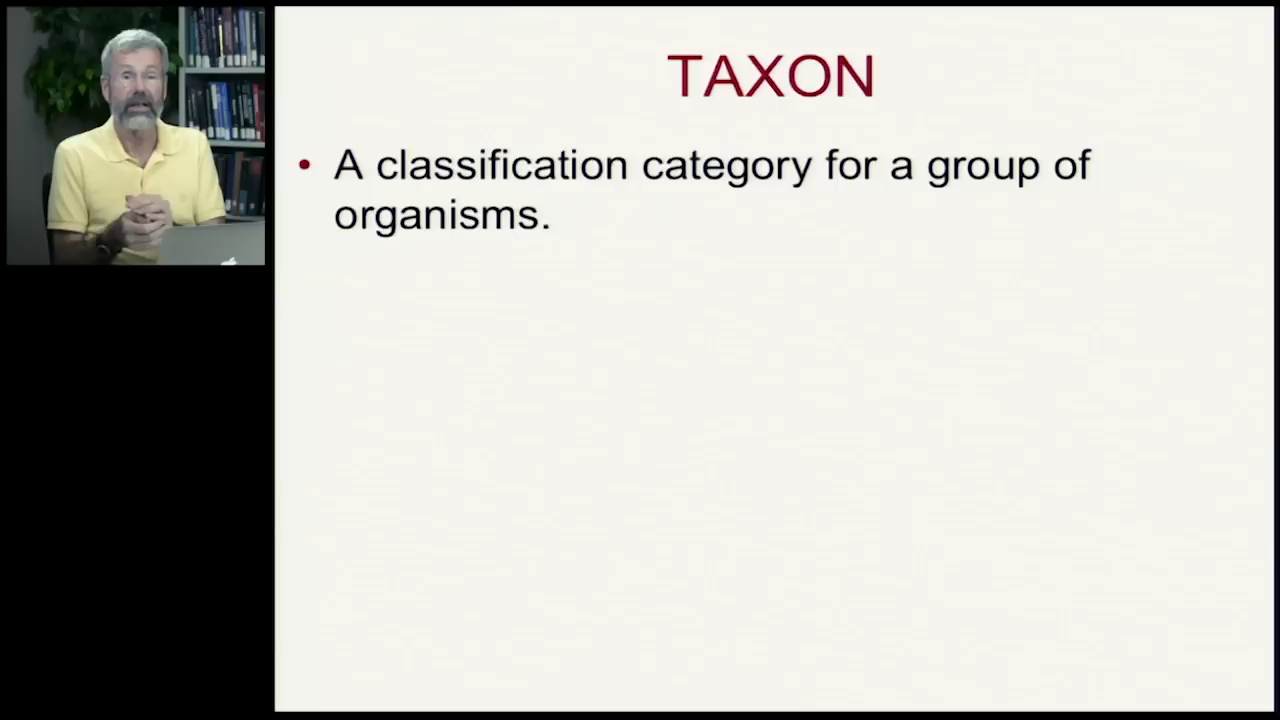 TAXON
• A classification category for a group of
organisms.